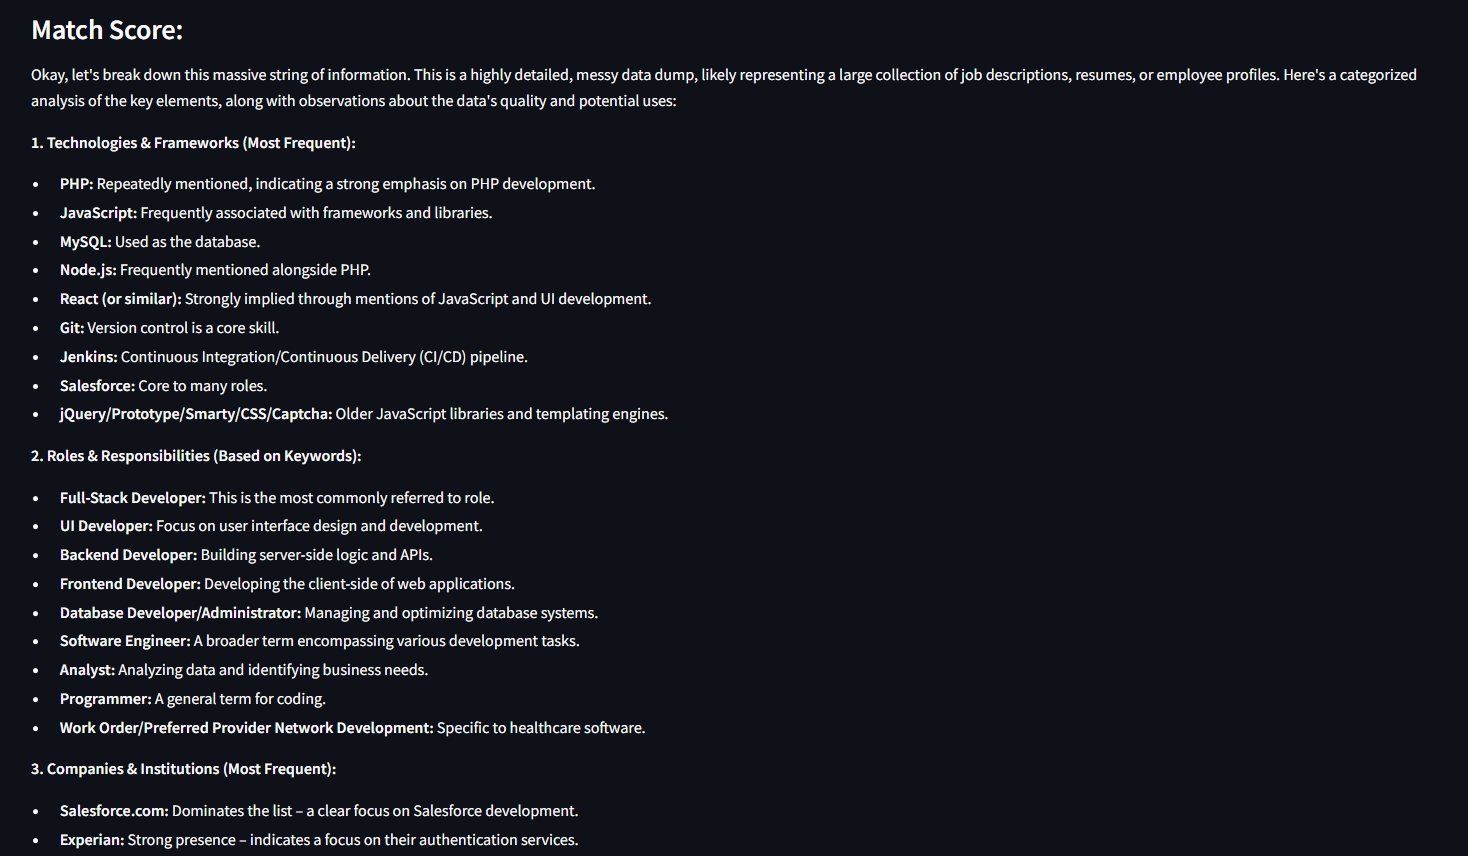 Match Score:
Okay, let's break down this massive string of information. This is a highly detailed, messy data dump, likely representing a large collection of job descriptions, resumes, or employee profiles. Here's a categorized
analysis of the key elements, along with observations about the data's quality and potential uses:
1. Technologies & Frameworks (Most Frequent):
• PHP: Repeatedly mentioned, indicating a strong emphasis on PHP development.
• JavaScript: Frequently associated with frameworks and libraries.
• MySQL: Used as the database.
• Node.js: Frequently mentioned alongside PHP.
• React (or similar): Strongly implied through mentions of JavaScript and UI development.
• Git: Version control is a core skill.
• Jenkins: Continuous Integration/Continuous Delivery (CI/CD) pipeline.
• Salesforce: Core to many roles.
• jQuery/Prototype/Smarty/CSS/Captcha: Older JavaScript libraries and templating engines.
2. Roles & Responsibilities (Based on Keywords):
• Full-Stack Developer: This is the most commonly referred to role.
• UI Developer: Focus on user interface design and development.
• Backend Developer: Building server-side logic and APIs.
• Frontend Developer: Developing the client-side of web applications.
• Database Developer/Administrator: Managing and optimizing database systems.
• Software Engineer: A broader term encompassing various development tasks.
• Analyst: Analyzing data and identifying business needs.
• Programmer: A general term for coding.
• Work Order/Preferred Provider Network Development: Specific to healthcare software.
3. Companies & Institutions (Most Frequent):
• Salesforce.com: Dominates the list – a clear focus on Salesforce development.
• Experian: Strong presence – indicates a focus on their authentication services.